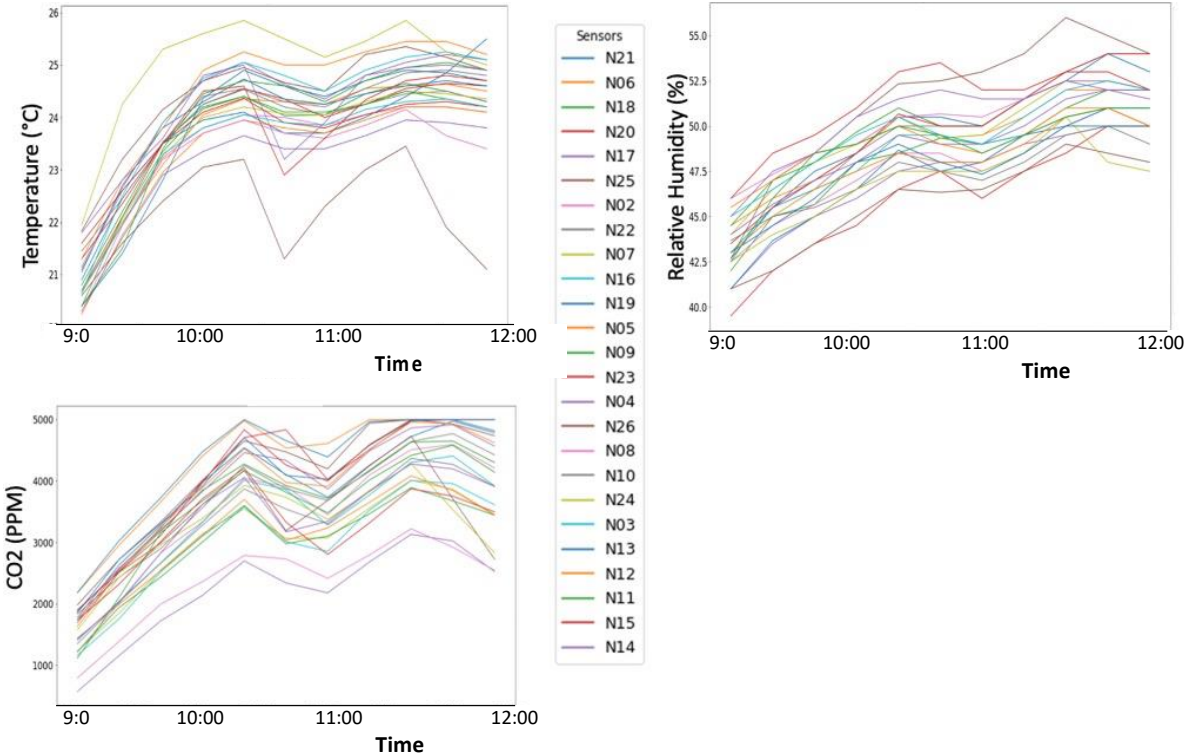 26
25
24
23
22
21
Temperature (°C)
9:0 10:00 11:00 12:00
Time
Sensors
N21
N06
N18
N20
N17
N25
N02
N22
N07
N16
N19
N05
N09
N23
N04
N26
N08
N10
N24
N03
N13
N12
N11
N15
N14
55.0
52.5
50.0
47.5
45.0
42.5
40.0
Relative Humidity (%)
9:0 10:00 11:00 12:00
Time
5000
4000
3000
2000
1000
CO2 (PPM)
9:0 10:00 11:00 12:00
Time